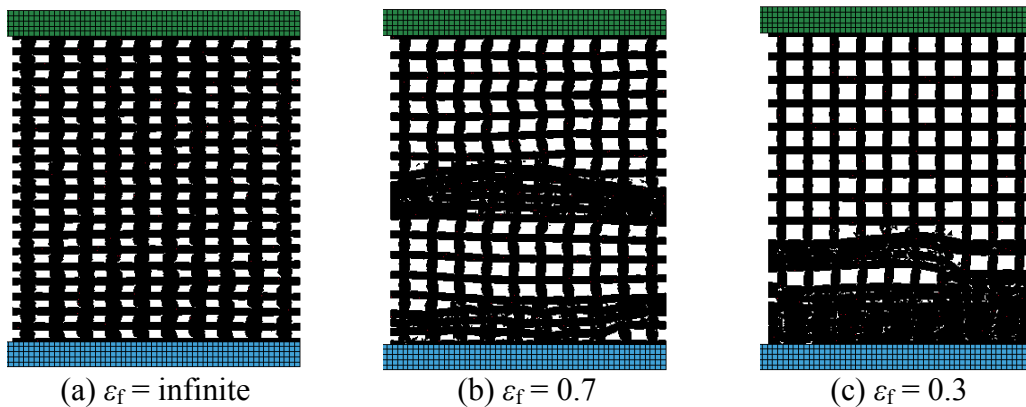 (a) εf = infinite
(b) εf = 0.7
(c) εf = 0.3